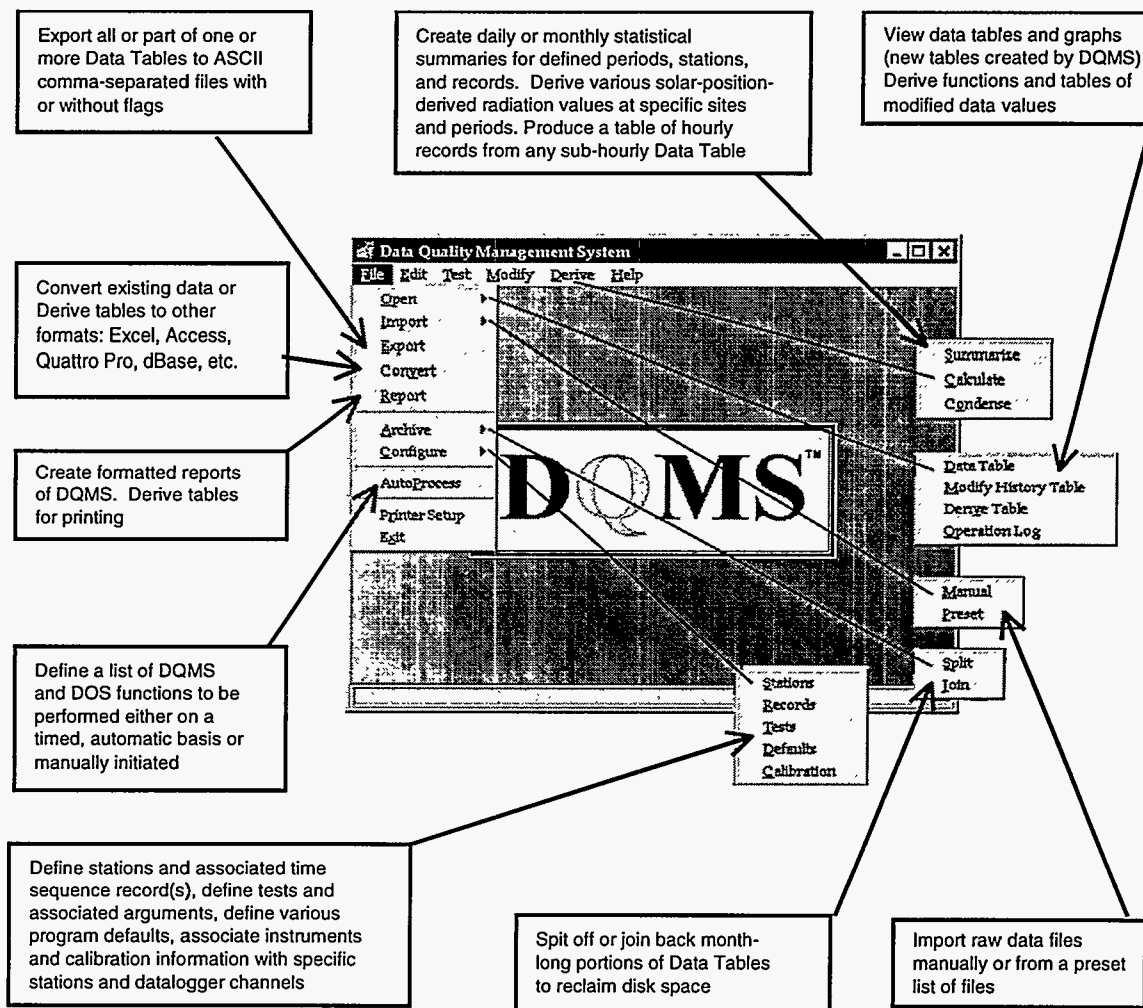 Export all or part of one or
more Data Tables to ASCII
comma-separated files with
or without flags
Create daily or monthly statistical
summaries for defined periods, stations,
and records. Derive various solar-position-
derived radiation values at specific sites
and periods. Produce a table of hourly
records from any sub-hourly Data Table
View data tables and graphs
(new tables created by DQMS)
Derive functions and tables of
modified data values
Convert existing data or
Derive tables to other
formats: Excel, Access,
Quattro Pro, dBase, etc.
Create formatted reports
of DQMS. Derive tables
for printing
Define a list of DQMS
and DOS functions to be
performed either on a
timed, automatic basis or
manually initiated
Data Quality Management System
File Edit Test Modify Derive Help
Open
Import
Export
Convert
Report
Archive
Configure
AutoProcess
Printer Setup
Exit
DQMS™
Summarize
Calculate
Condense
Data Table
Modify History Table
Derive Table
Operation Log
Manual
Preset
Split
Join
Stations
Records
Tests
Defaults
Calibration
Define stations and associated time
sequence record(s), define tests and
associated arguments, define various
program defaults, associate instruments
and calibration information with specific
stations and datalogger channels
Spit off or join back month-
long portions of Data Tables
to reclaim disk space
Import raw data files
manually or from a preset
list of files